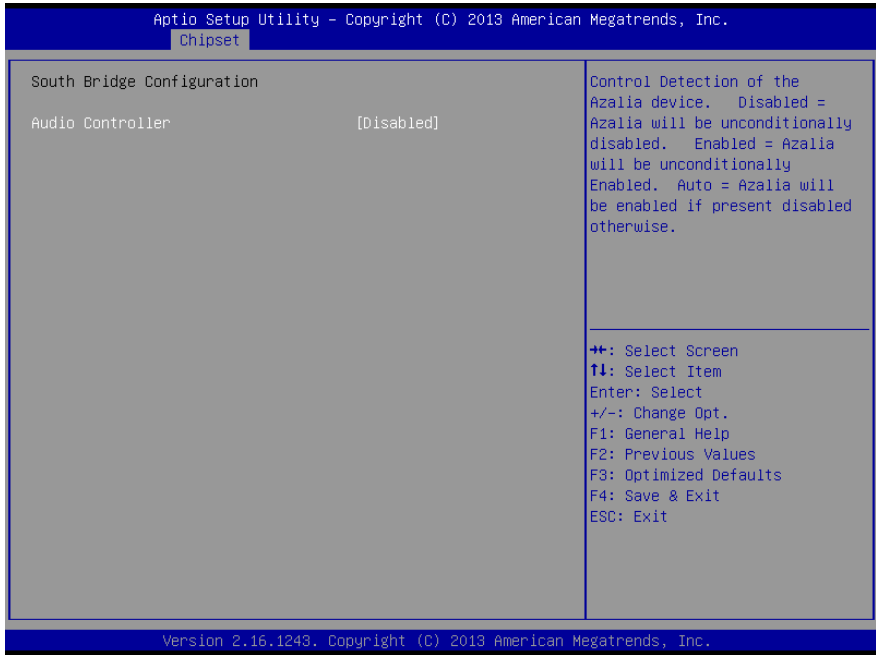 Aptio Setup Utility – Copyright (C) 2013 American Megatrends, Inc.
Chipset
South Bridge Configuration
Audio Controller [Disabled]
Control Detection of the
Azalia device. Disabled =
Azalia will be unconditionally
disabled. Enabled = Azalia
will be unconditionally
Enabled. Auto = Azalia will
be enabled if present disabled
otherwise.
→←: Select Screen
↑↓: Select Item
Enter: Select
+/-: Change Opt.
F1: General Help
F2: Previous Values
F3: Optimized Defaults
F4: Save & Exit
ESC: Exit
Version 2.16.1243. Copyright (C) 2013 American Megatrends, Inc.